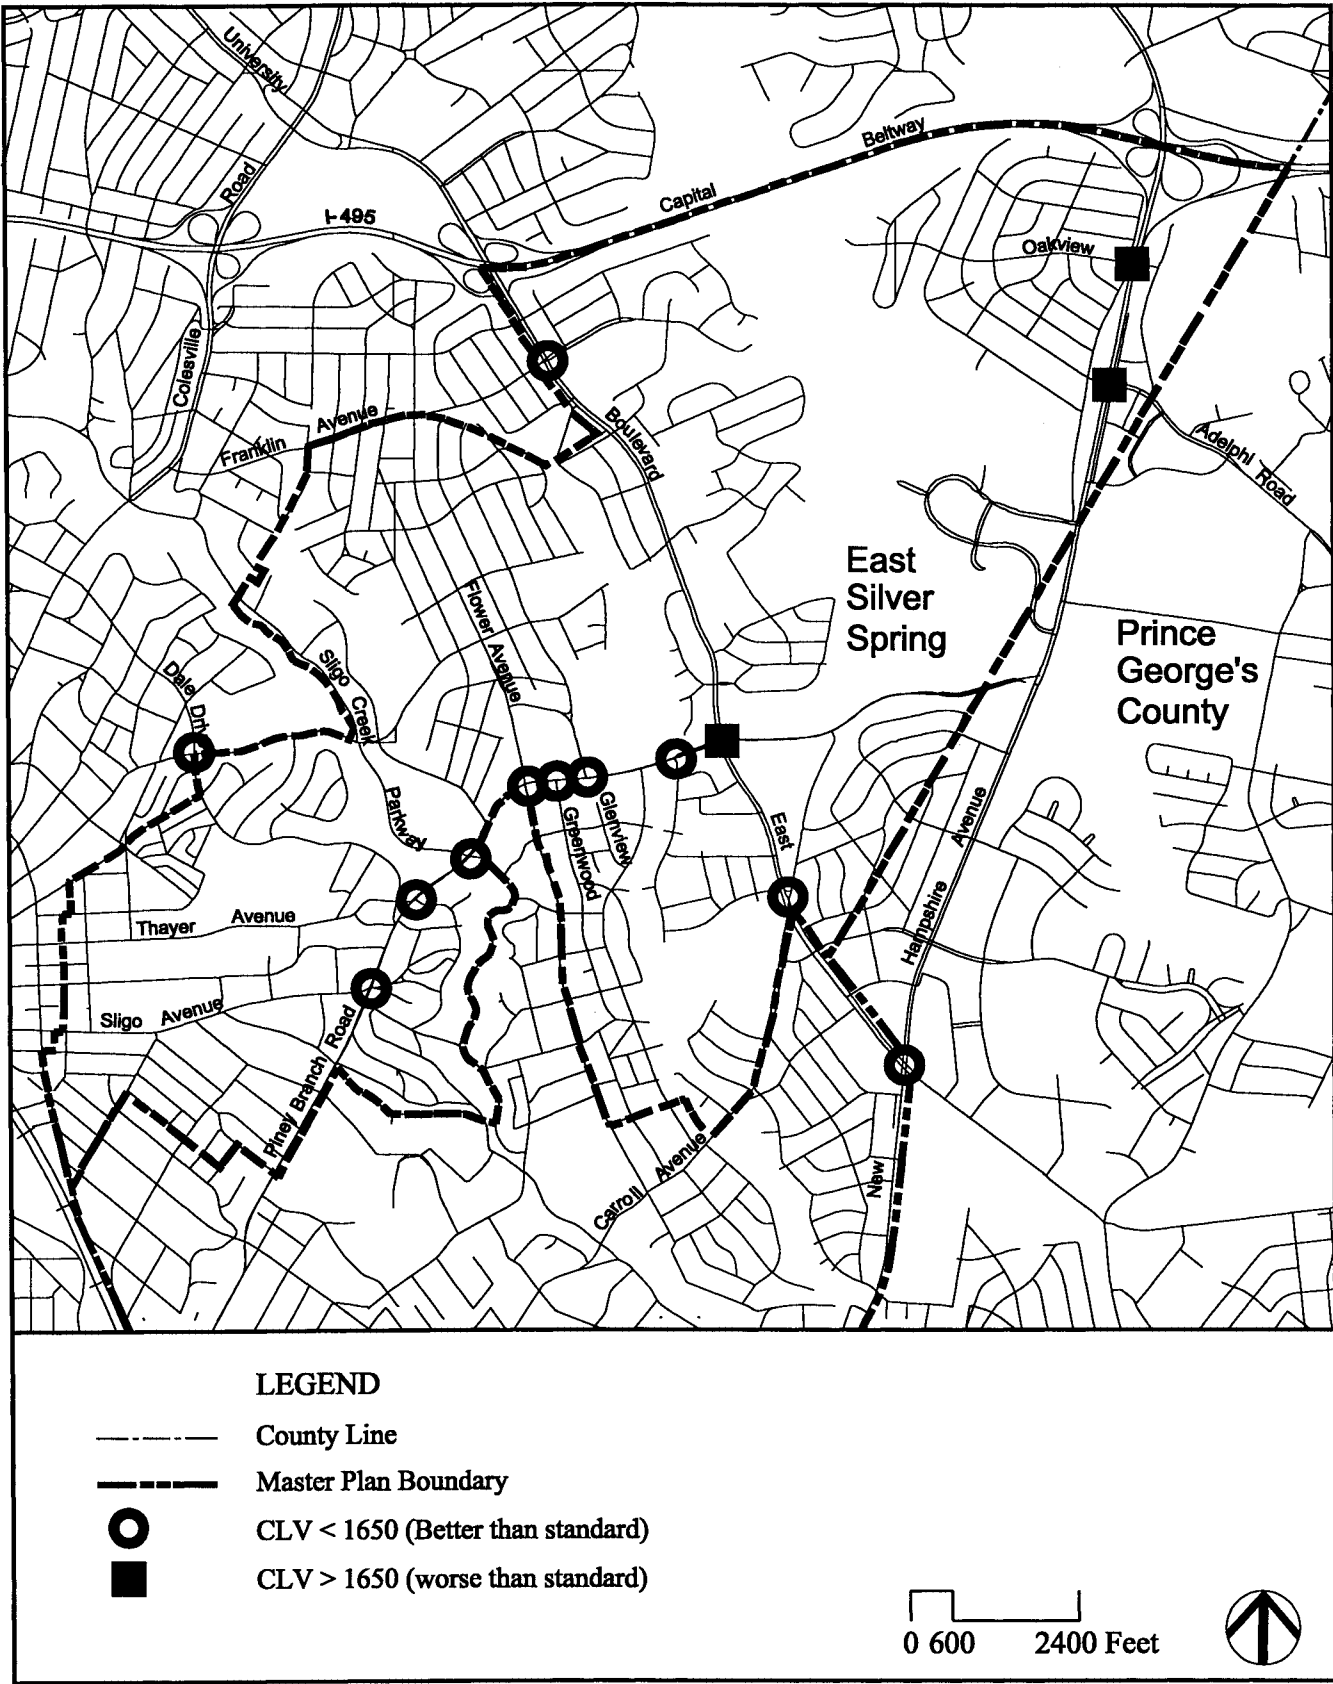 University
Road
I-495
Capital
Beltway
Oakview
Colesville
Franklin Avenue
Boulevard
Adelphi Road
East
Silver
Spring
Prince
George's
County
Flower Avenue
Sligo Creek
Parkway
Dale Dri
Glenview
Greenwood
East
Avenue
Hampshire
New
Thayer Avenue
Sligo Avenue
Piney Branch Road
Carroll Avenue
LEGEND
County Line
Master Plan Boundary
CLV < 1650 (Better than standard)
CLV > 1650 (worse than standard)
0 600 2400 Feet